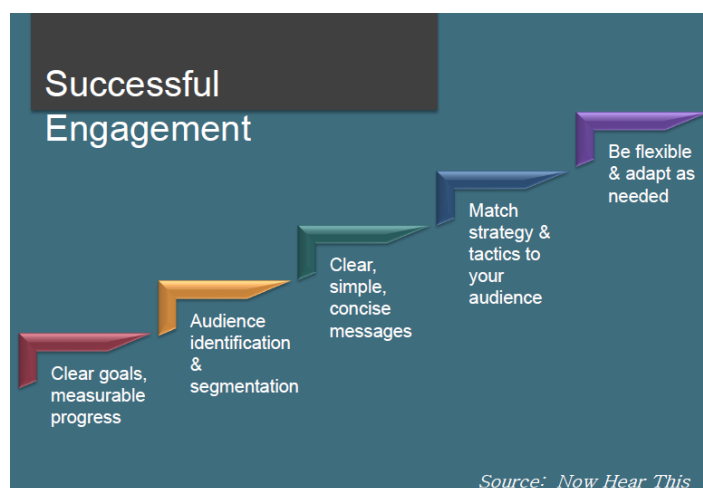 Successful
Engagement
Clear goals,
measurable
progress
Audience
identification
&
segmentation
Clear,
simple,
concise
messages
Match
strategy &
tactics to
your
audience
Be flexible
& adapt as
needed
Source: Now Hear This